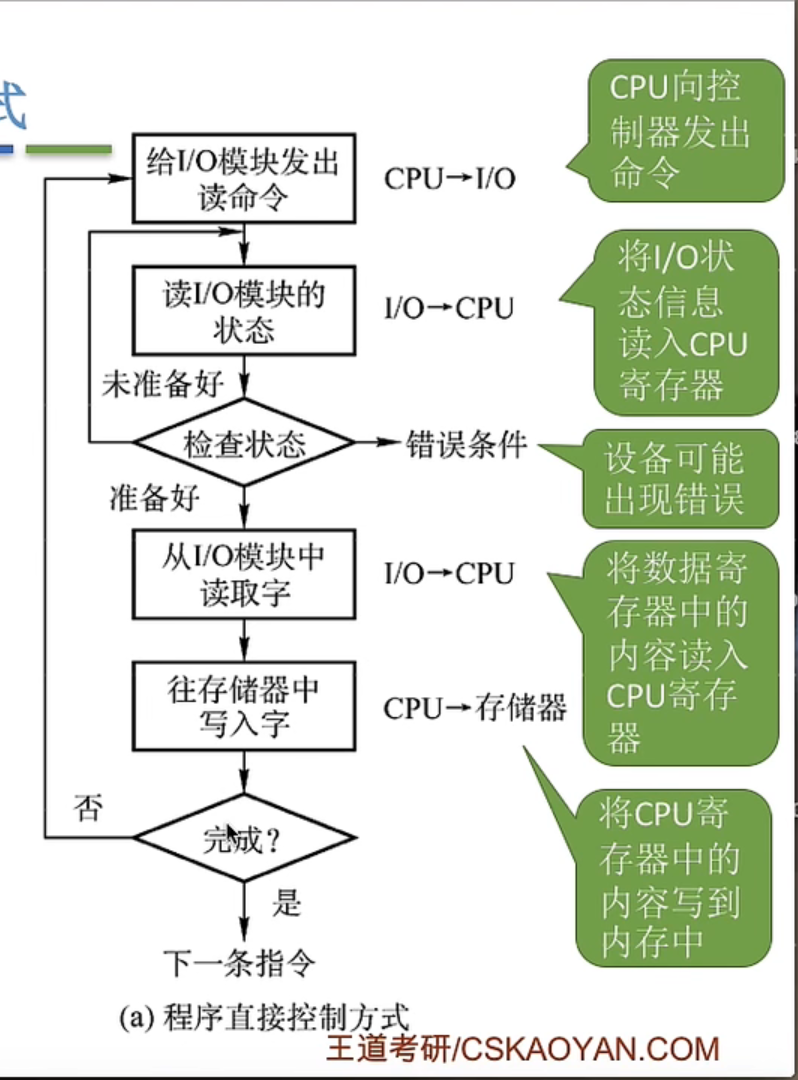 式
给I/O模块发出
读命令
CPU→I/O
CPU向控
制器发出
命令
读I/O模块的
状态
I/O→CPU
将I/O状
态信息
读入CPU
寄存器
未准备好
检查状态
错误条件
设备可能
出现错误
准备好
从I/O模块中
读取字
I/O→CPU
将数据寄
存器中的
内容读入
CPU寄存
器
往存储器中
写入字
CPU→存储器
将CPU寄
存器中的
内容写到
内存中
否
完成?
是
下一条指令
(a) 程序直接控制方式
王道考研/CSKAOYAN.COM